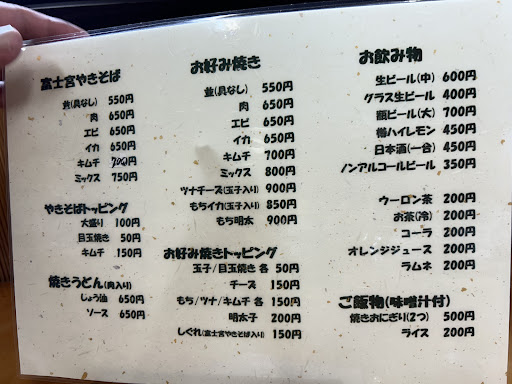 富士宮やきそば
並(具なし) 550円
肉 650円
エビ 650円
イカ 650円
キムチ 700円
ミックス 750円
やきそばトッピング
大盛り 100円
目玉焼き 50円
キムチ 150円
焼きうどん(肉入り)
しょう油 650円
ソース 650円
お好み焼き
並(具なし) 550円
肉 650円
エビ 650円
イカ 650円
キムチ 700円
ミックス 800円
ツナチーズ(玉子入り) 900円
もちイカ(玉子入り) 850円
もち明太 900円
お好み焼きトッピング
玉子/目玉焼き 各 50円
チーズ 150円
もち/ツナ/キムチ 各 150円
明太子 200円
しぐれ(富士宮やきそば入り) 150円
お飲み物
生ビール(中) 600円
グラス生ビール 400円
瓶ビール(大) 700円
樽ハイレモン 450円
日本酒(一合) 450円
ノンアルコールビール 350円
ウーロン茶 200円
お茶(冷) 200円
コーラ 200円
オレンジジュース 200円
ラムネ 200円
ご飯物(味噌汁付)
焼きおにぎり(2つ) 500円
ライス 200円